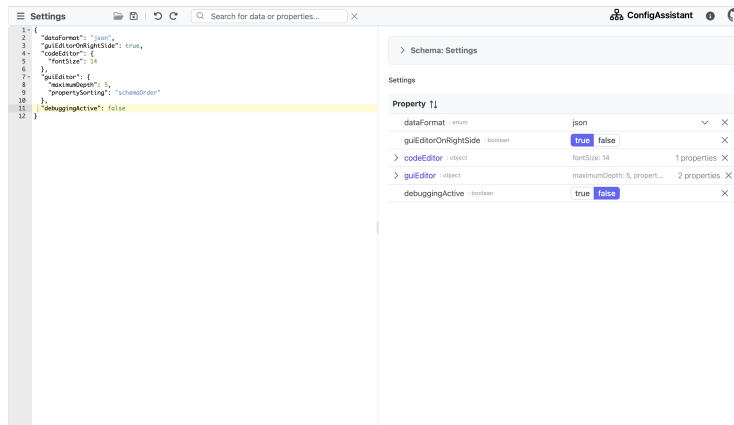 Settings
Search for data or properties...
ConfigAssistant
1 {
2 "dataFormat": "json",
3 "guiEditorOnRightSide": true,
4 "codeEditor": {
5 "fontSize": 14
6 },
7 "guiEditor": {
8 "maximumDepth": 5,
9 "propertySorting": "schemaOrder"
10 },
11 "debuggingActive": false
12 }
Schema: Settings
Settings
Property
dataFormat : enum json
guiEditorOnRightSide : boolean true false
codeEditor : object fontSize: 14 1 properties
guiEditor : object maximumDepth: 5, propert... 2 properties
debuggingActive : boolean true false